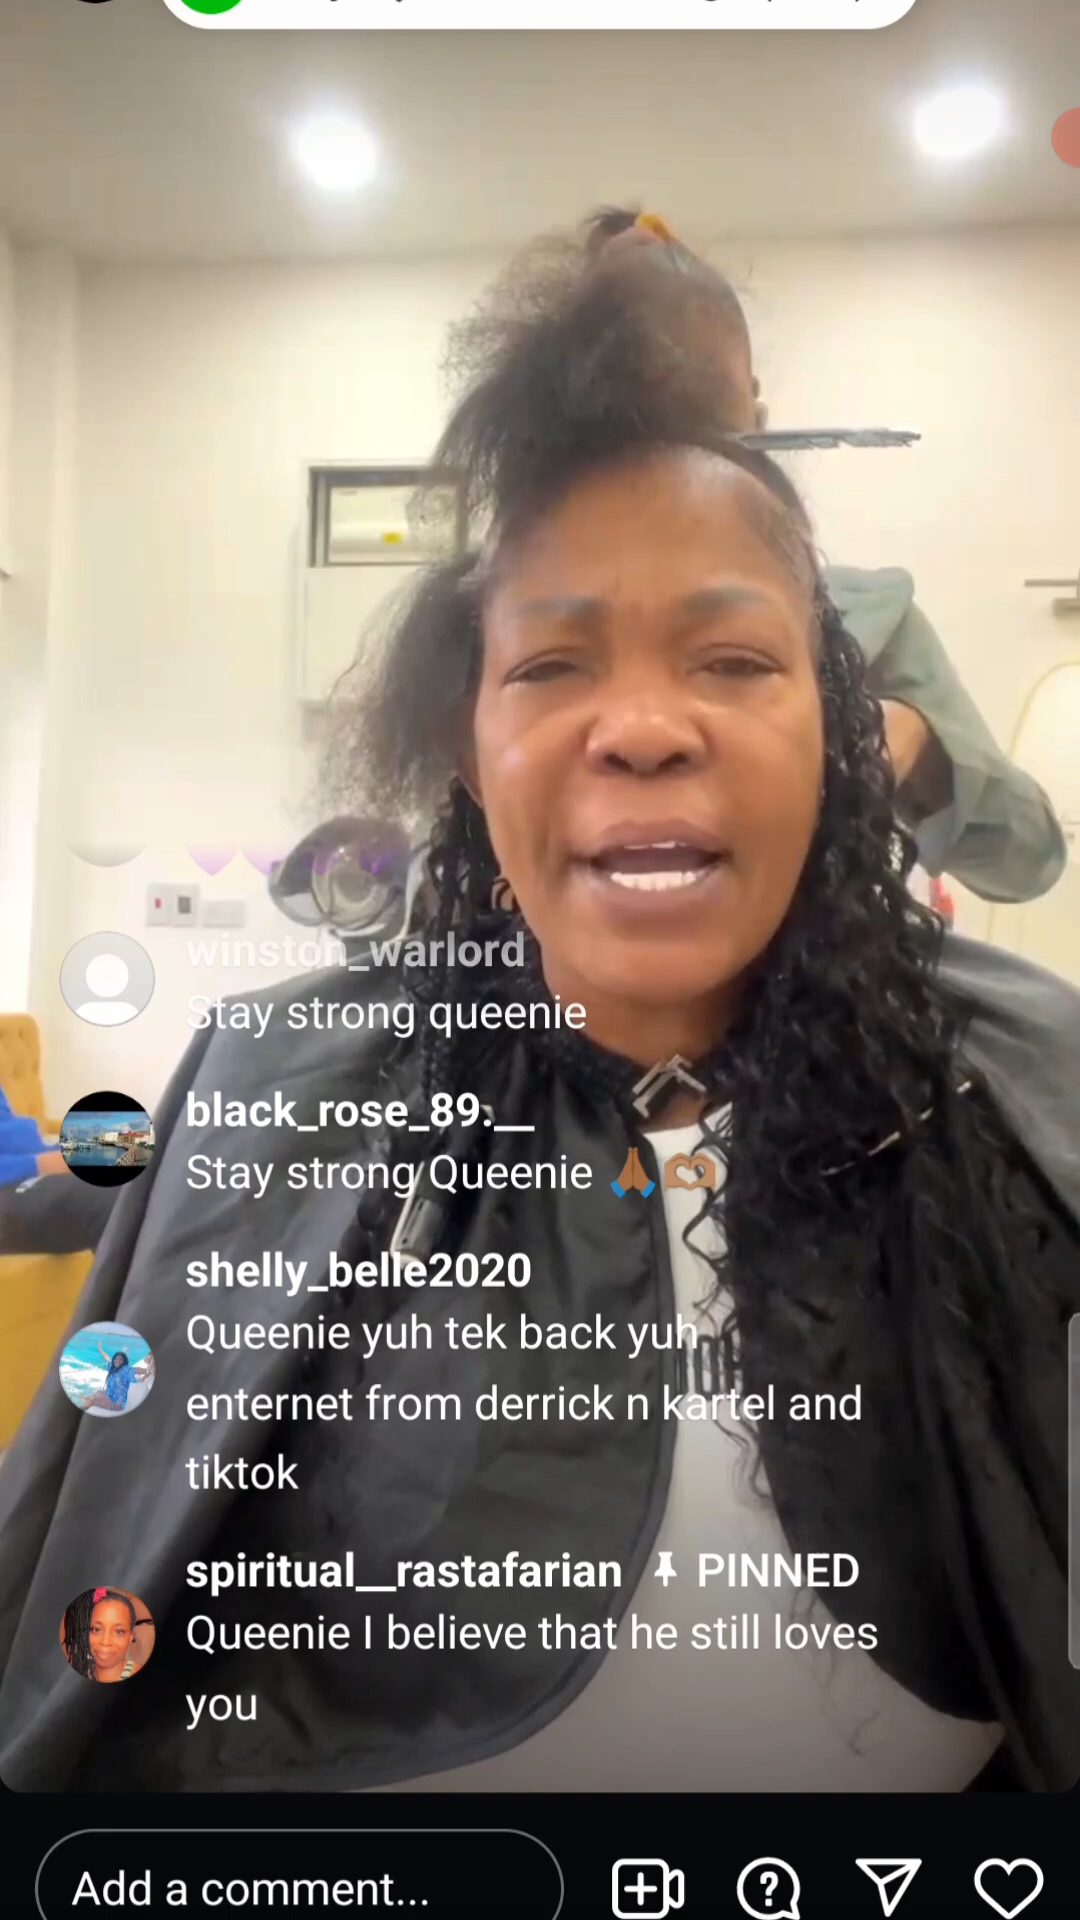 winston_warlord
Stay strong queenie
black_rose_89.__
Stay strong Queenie 🙏🏾🫶🏾
shelly_belle2020
Queenie yuh tek back yuh
enternet from derrick n kartel and
tiktok
spiritual__rastafarian 📌 PINNED
Queenie I believe that he still loves
you
Add a comment...